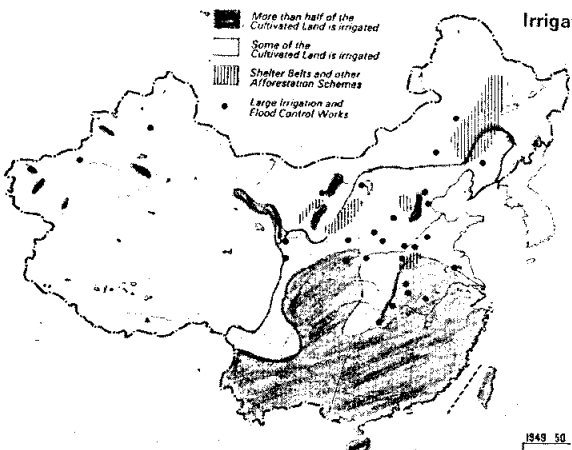 More than half of the
Cultivated Land is irrigated
Some of the
Cultivated Land is irrigated
Shelter Belts and other
Afforestation Schemes
Large Irrigation and
Flood Control Works
Irriga
1949 50